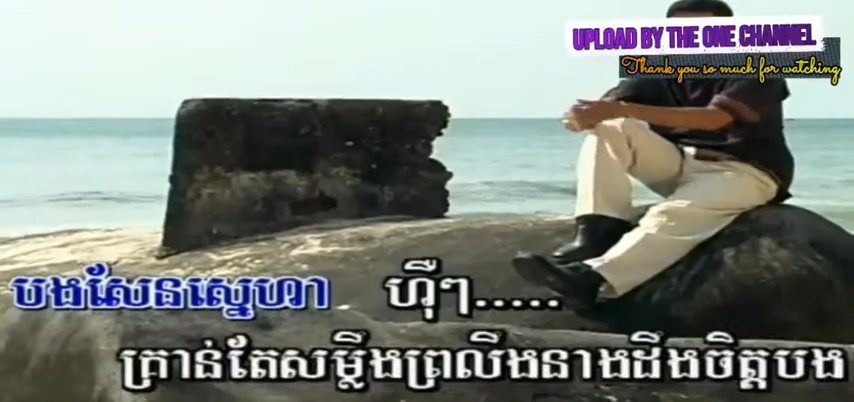 UPLOAD BY THE ONE CHANNEL
Thank you so much for watching
បងសែនស្នេហា ហ៊ឺៗ.....
គ្រាន់តែសម្លឹងព្រលឹងនាងដឹងចិត្តបង